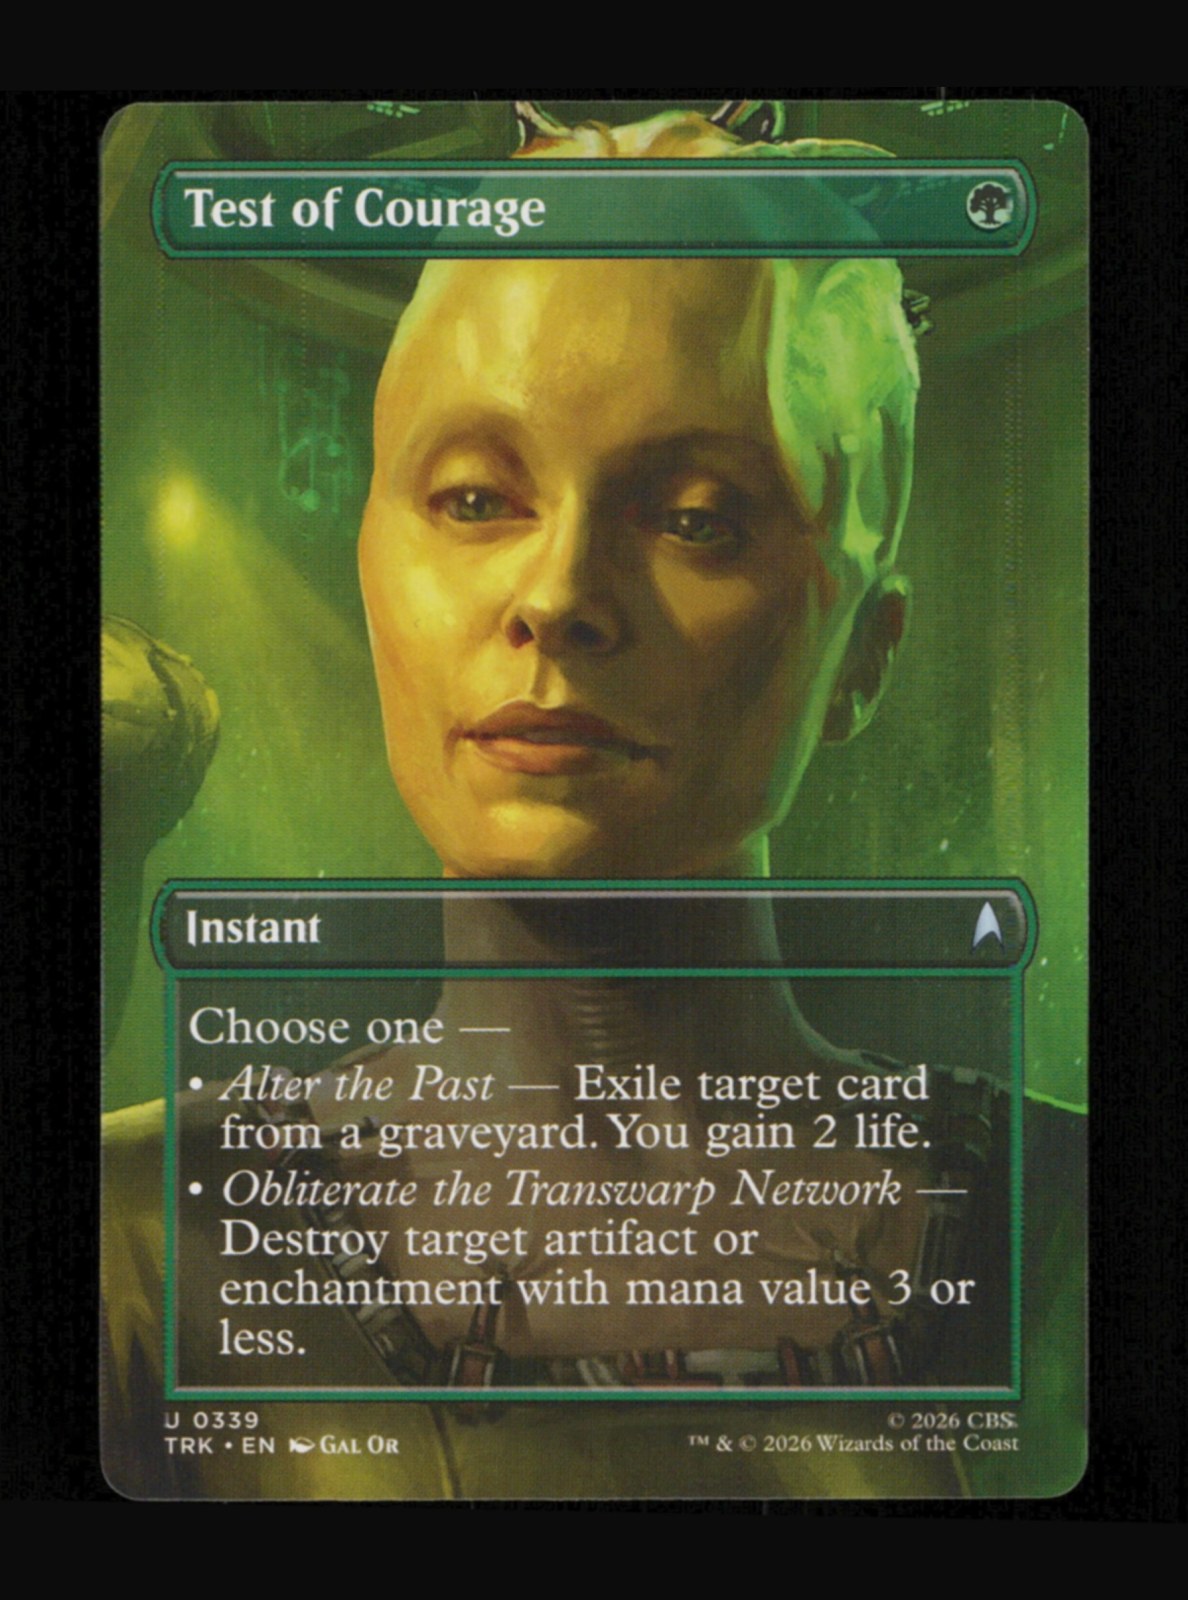 Test of Courage
Instant
Choose one —
• Alter the Past — Exile target card
from a graveyard. You gain 2 life.
• Obliterate the Transwarp Network —
Destroy target artifact or
enchantment with mana value 3 or
less.
U 0339
TRK • EN GAL OR
© 2026 CBS.
™ & © 2026 Wizards of the Coast